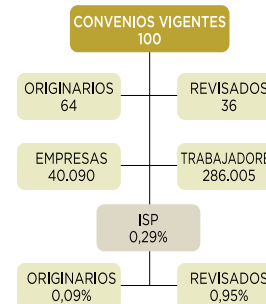 CONVENIOS VIGENTES
100
ORIGINARIOS
64
REVISADOS
36
EMPRESAS
40.090
TRABAJADORE
286.005
ISP
0,29%
ORIGINARIOS
0,09%
REVISADOS
0,95%